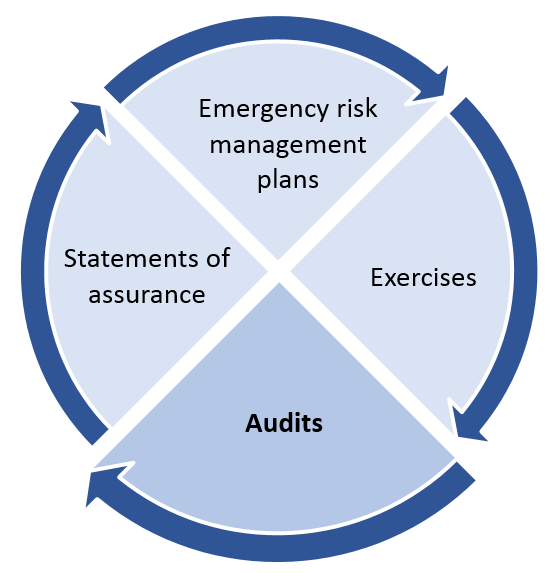 Emergency risk
management
plans
Exercises
Audits
Statements of
assurance